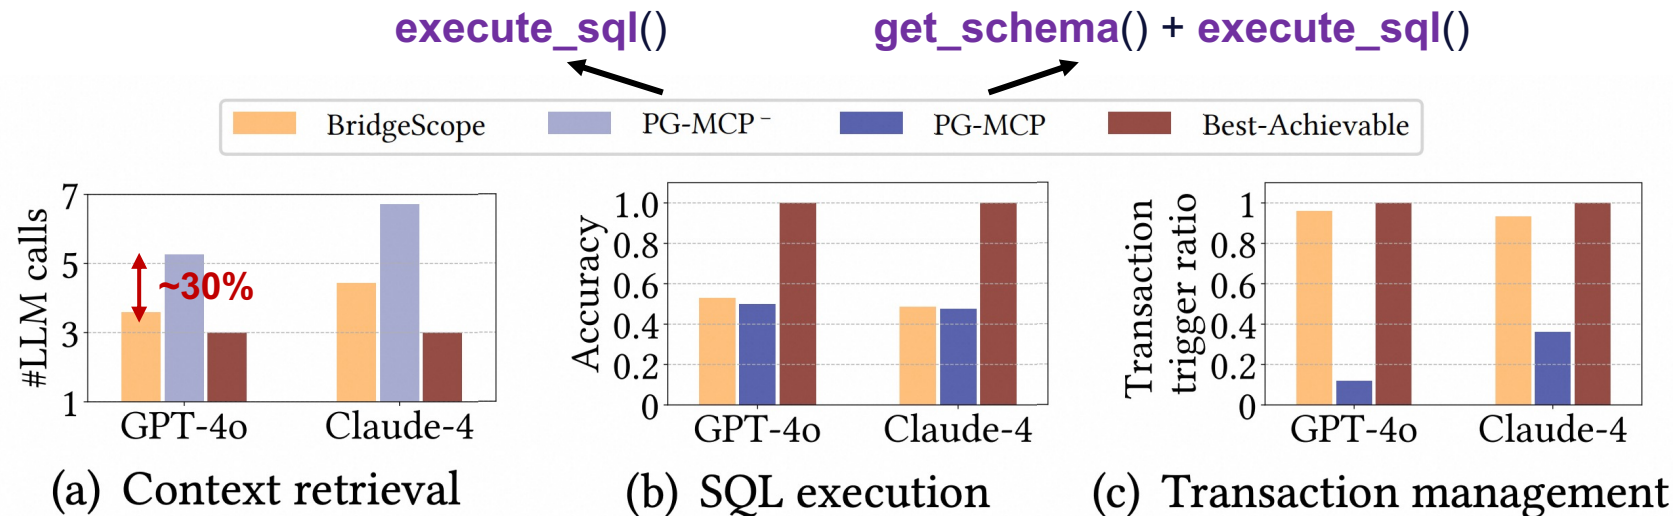 execute_sql()
get_schema() + execute_sql()
BridgeScope
PG-MCP⁻
PG-MCP
Best-Achievable
#LLM calls
7
5
3
1
~30%
GPT-4o
Claude-4
(a) Context retrieval
Accuracy
1.0
0.8
0.6
0.4
0.2
0
GPT-4o
Claude-4
(b) SQL execution
Transaction
trigger ratio
1
0.8
0.6
0.4
0.2
0
GPT-4o
Claude-4
(c) Transaction management